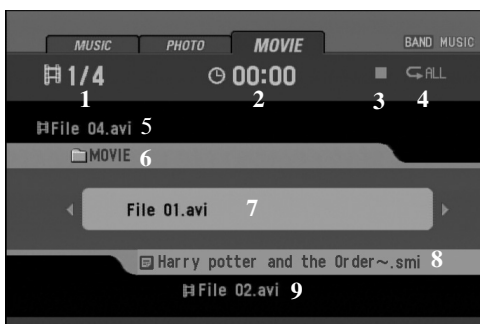 MUSIC PHOTO MOVIE BAND MUSIC
1/4 00:00 ALL
1 2 3 4
File 04.avi 5
MOVIE 6
File 01.avi 7
Harry potter and the Order~.smi 8
File 02.avi 9